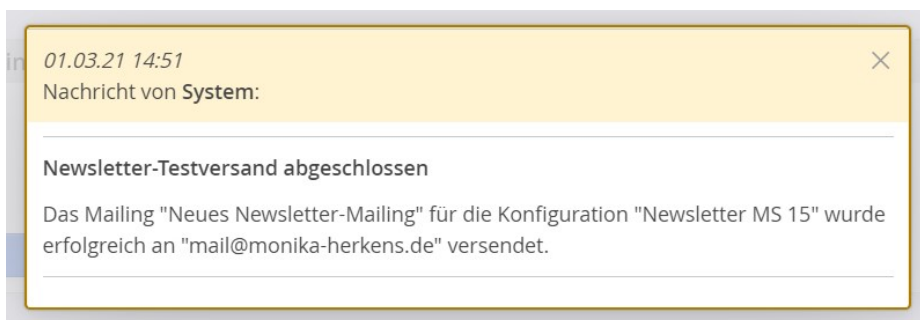 01.03.21 14:51
Nachricht von System:
Newsletter-Testversand abgeschlossen
Das Mailing "Neues Newsletter-Mailing" für die Konfiguration "Newsletter MS 15" wurde
erfolgreich an "mail@monika-herkens.de" versendet.